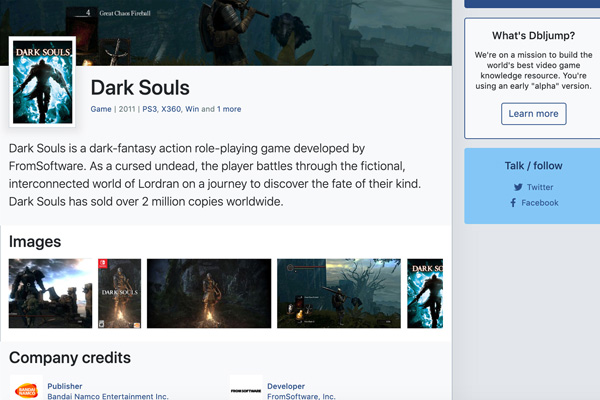 4 Great Chaos Fireball
DARK SOULS
Dark Souls
Game | 2011 | PS3, X360, Win and 1 more
Dark Souls is a dark-fantasy action role-playing game developed by
FromSoftware. As a cursed undead, the player battles through the fictional,
interconnected world of Lordran on a journey to discover the fate of their kind.
Dark Souls has sold over 2 million copies worldwide.
Images
DARK SOULS
DARK SO
Company credits
BANDAI
NAMCO
Publisher
Bandai Namco Entertainment Inc.
FROMSOFTWARE
Developer
FromSoftware, Inc.
What's Dbljump?
We're on a mission to build the
world's best video game
knowledge resource. You're
using an early "alpha" version.
Learn more
Talk / follow
Twitter
Facebook